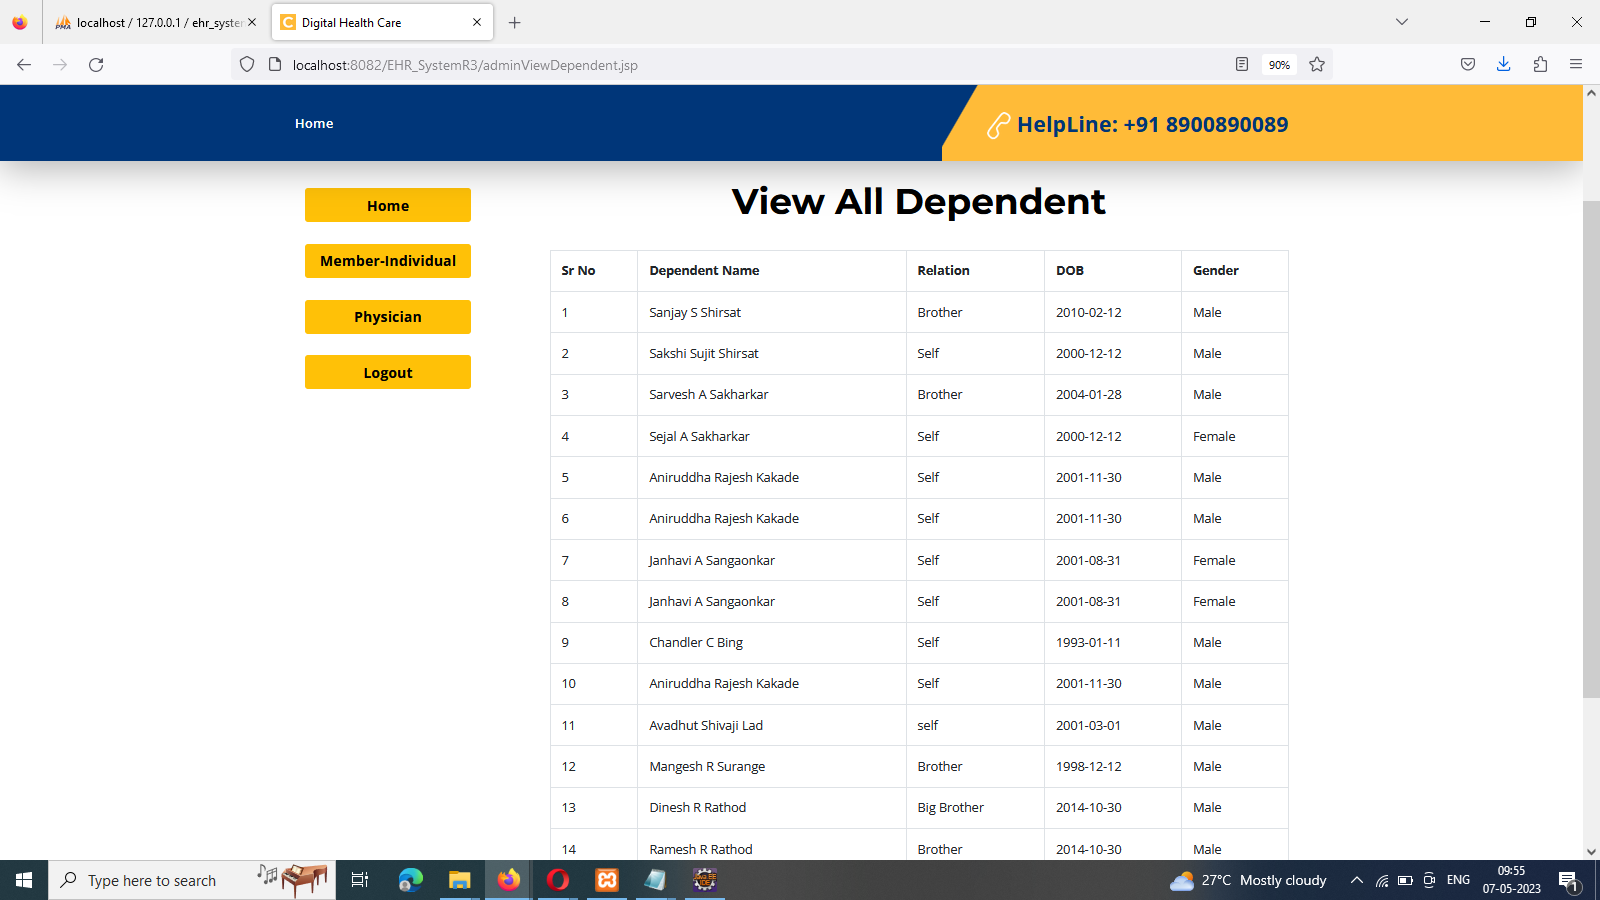 localhost / 127.0.0.1 / ehr_syster
Digital Health Care
localhost:8082/EHR_SystemR3/adminViewDependent.jsp
90%
Home
HelpLine: +91 8900890089
Home
Member-Individual
Physician
Logout
View All Dependent
Sr No Dependent Name Relation DOB Gender
1 Sanjay S Shirsat Brother 2010-02-12 Male
2 Sakshi Sujit Shirsat Self 2000-12-12 Male
3 Sarvesh A Sakharkar Brother 2004-01-28 Male
4 Sejal A Sakharkar Self 2000-12-12 Female
5 Aniruddha Rajesh Kakade Self 2001-11-30 Male
6 Aniruddha Rajesh Kakade Self 2001-11-30 Male
7 Janhavi A Sangaonkar Self 2001-08-31 Female
8 Janhavi A Sangaonkar Self 2001-08-31 Female
9 Chandler C Bing Self 1993-01-11 Male
10 Aniruddha Rajesh Kakade Self 2001-11-30 Male
11 Avadhut Shivaji Lad self 2001-03-01 Male
12 Mangesh R Surange Brother 1998-12-12 Male
13 Dinesh R Rathod Big Brother 2014-10-30 Male
14 Ramesh R Rathod Brother 2014-10-30 Male
Type here to search
27°C Mostly cloudy
ENG
09:55
07-05-2023
1